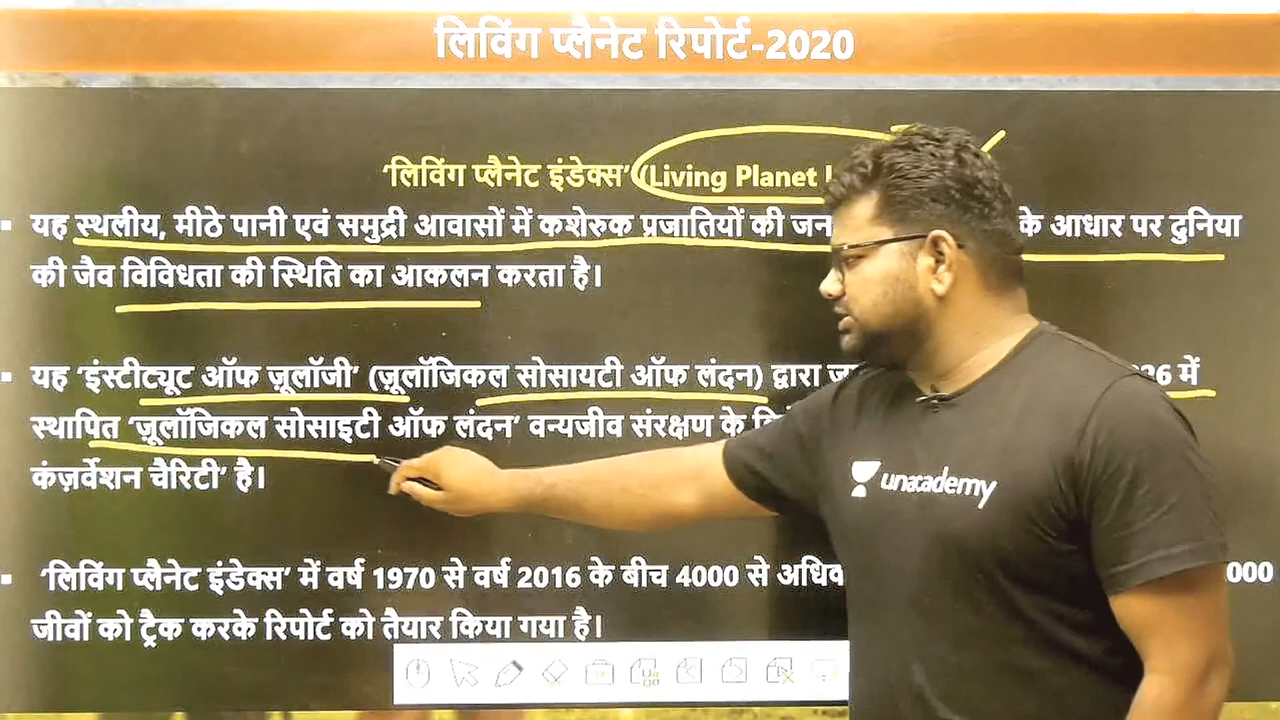 लिविंग प्लैनेट रिपोर्ट-2020
‘लिविंग प्लैनेट इंडेक्स’ (Living Planet
यह स्थलीय, मीठे पानी एवं समुद्री आवासों में कशेरुक प्रजातियों की के आधार पर दुनिया
की जैव विविधता की स्थिति का आकलन करता है।
यह ‘इंस्टीट्यूट ऑफ ज़ूलॉजी’ (ज़ूलॉजिकल सोसायटी ऑफ लंदन) द्वारा में
स्थापित ‘ज़ूलॉजिकल सोसाइटी ऑफ लंदन’ वन्यजीव संरक्षण के
कंज़र्वेशन चैरिटी’ है।
‘लिविंग प्लैनेट इंडेक्स’ में वर्ष 1970 से वर्ष 2016 के बीच 4000 से
जीवों को ट्रैक करके रिपोर्ट को तैयार किया गया है।
unacademy